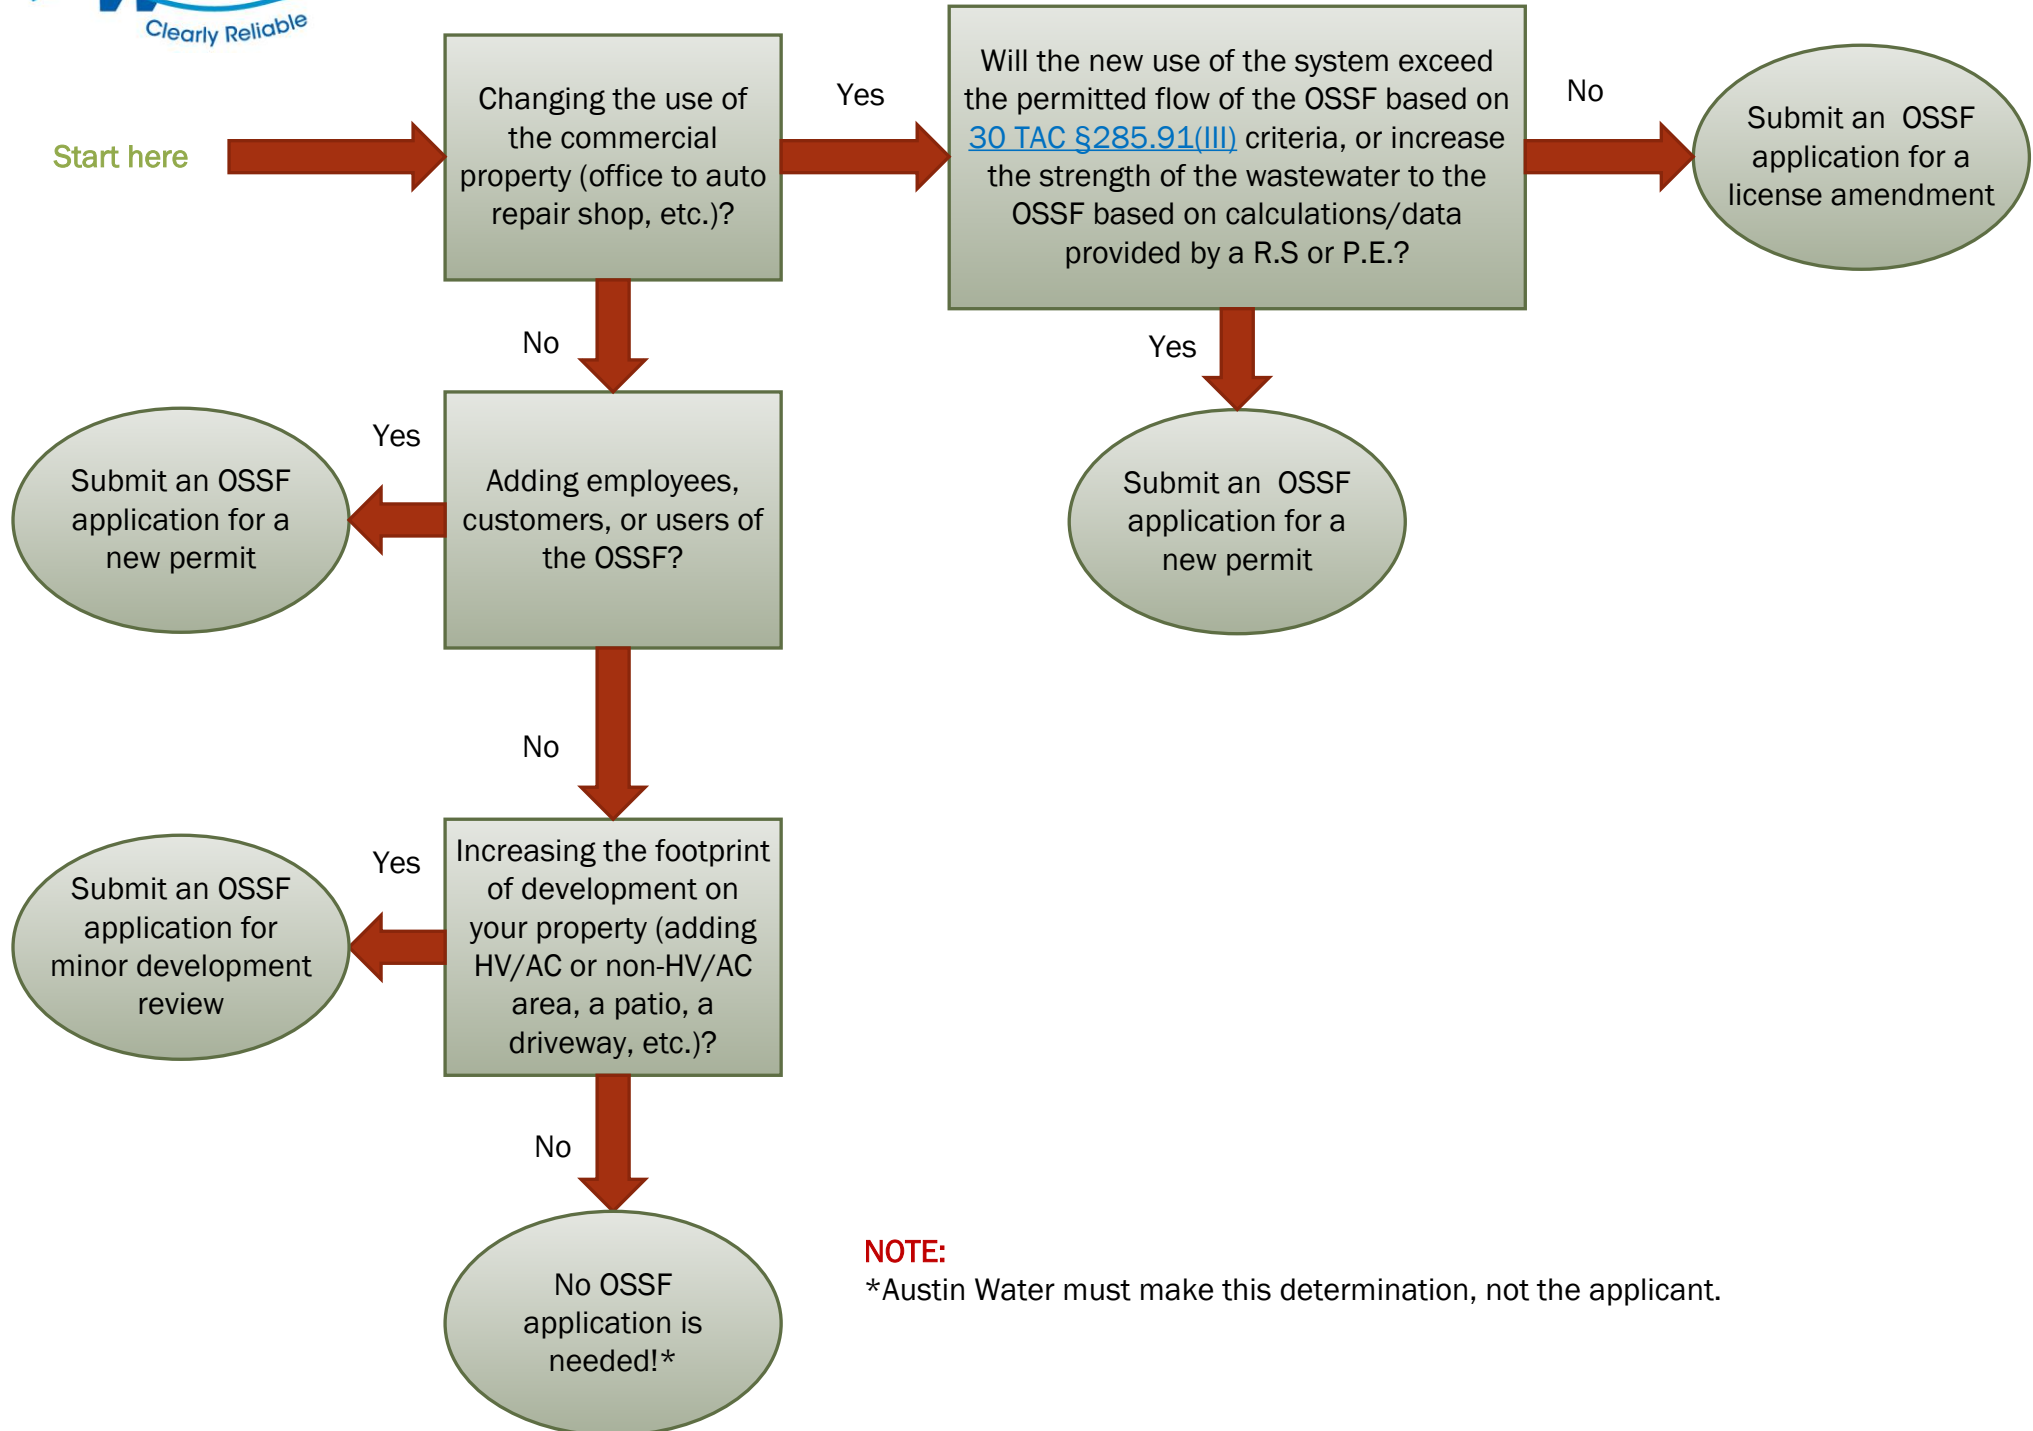 Clearly Reliable
Start here
Changing the use of
the commercial
property (office to auto
repair shop, etc.)?
Yes
Will the new use of the system exceed
the permitted flow of the OSSF based on
30 TAC §285.91(III) criteria, or increase
the strength of the wastewater to the
OSSF based on calculations/data
provided by a R.S or P.E.?
No
Submit an  OSSF
application for a
license amendment
No
Yes
Yes
Submit an OSSF
application for a
new permit
Adding employees,
customers, or users of
the OSSF?
Submit an  OSSF
application for a
new permit
No
Yes
Submit an OSSF
application for
minor development
review
Increasing the footprint
of development on
your property (adding
HV/AC or non-HV/AC
area, a patio, a
driveway, etc.)?
No
No OSSF
application is
needed!*
NOTE:
*Austin Water must make this determination, not the applicant.